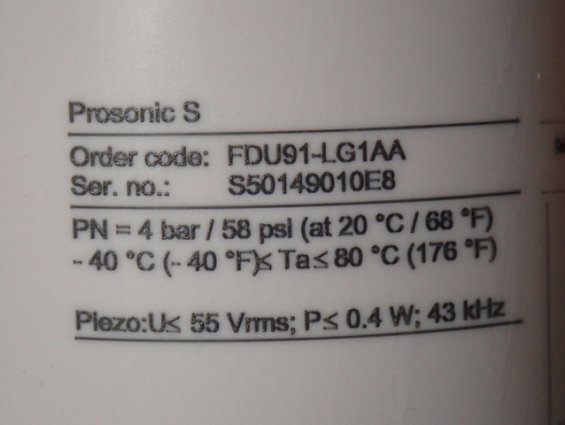 Prosonic S
Order code: FDU91-LG1AA
Ser. no.: S50149010E8
PN = 4 bar / 58 psi (at 20 °C / 68 °F)
- 40 °C (- 40 °F)≤ Ta≤ 80 °C (176 °F)
Piezo:U≤ 55 Vrms; P≤ 0.4 W; 43 kHz